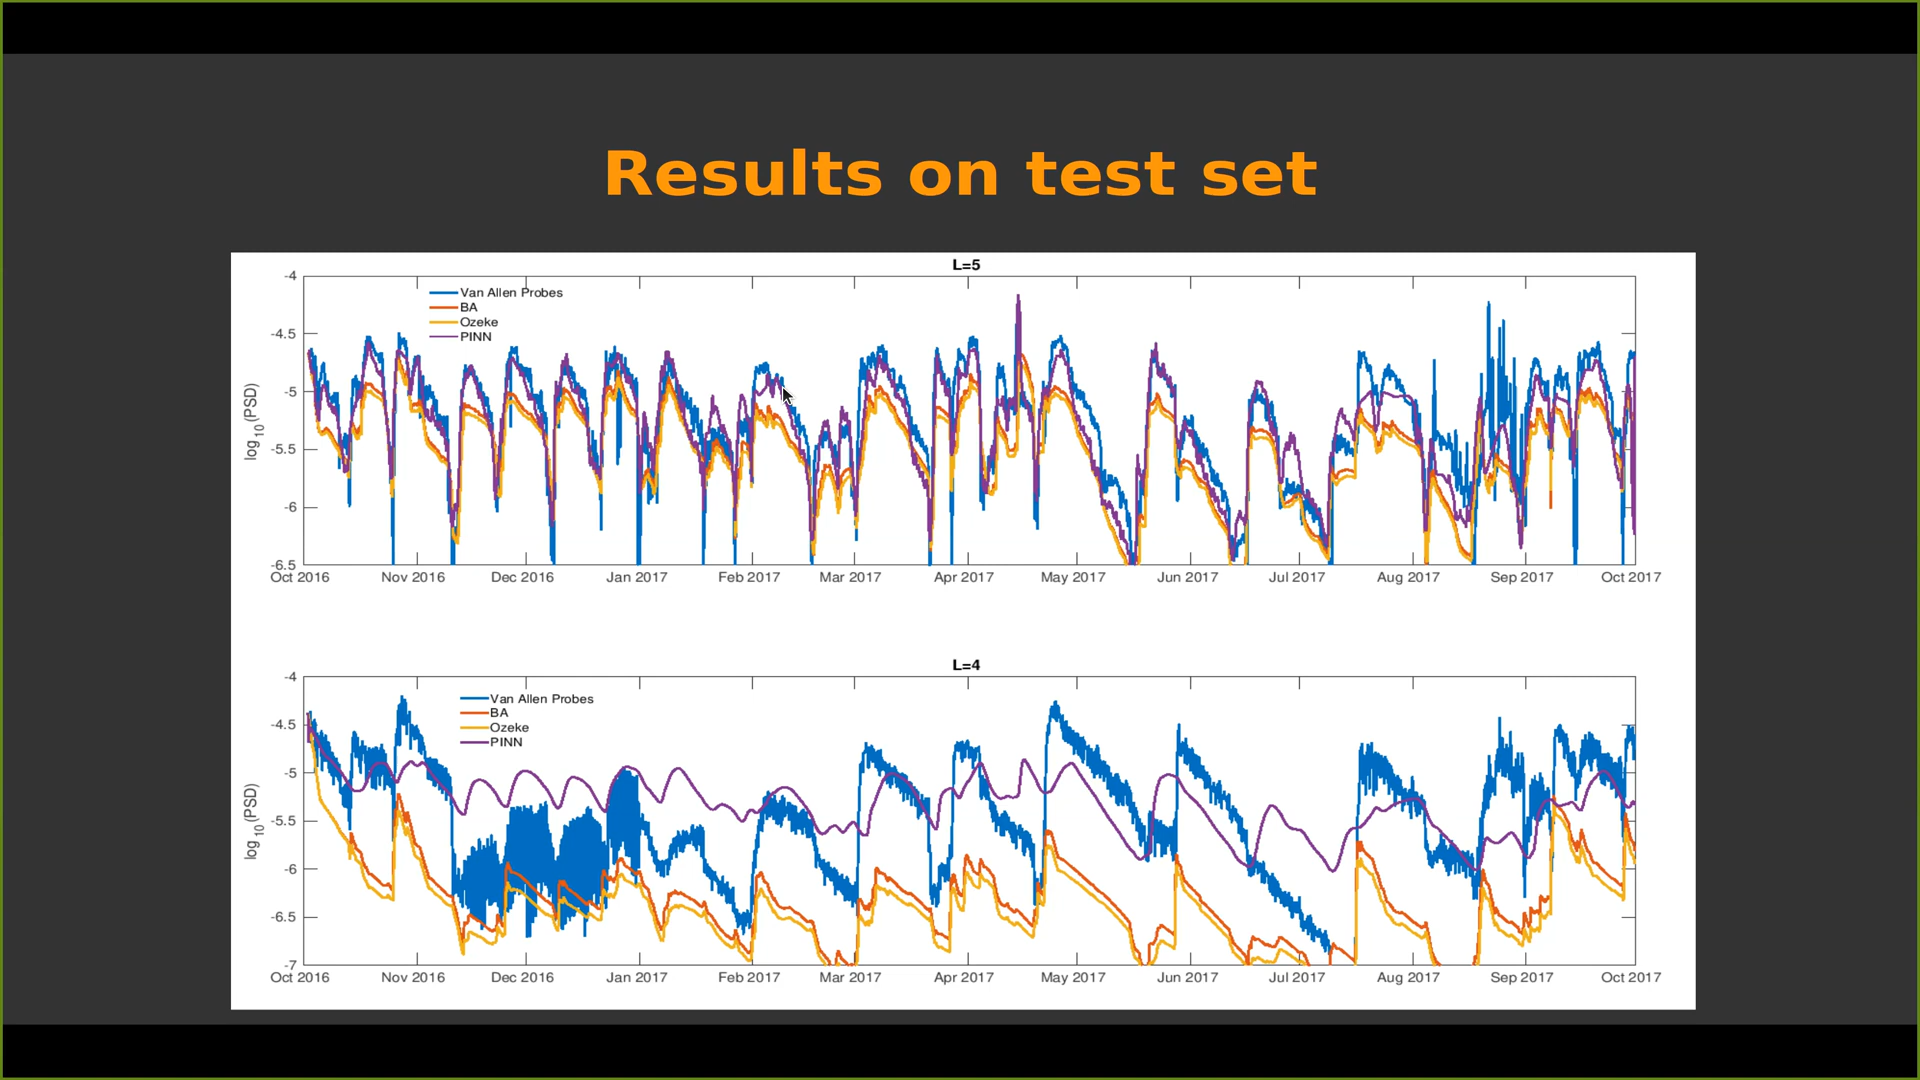 Results on test set
L=5
-4
-4.5
-5
-5.5
-6
-6.5
log10(PSD)
Van Allen Probes
BA
Ozeke
PINN
Oct 2016 Nov 2016 Dec 2016 Jan 2017 Feb 2017 Mar 2017 Apr 2017 May 2017 Jun 2017 Jul 2017 Aug 2017 Sep 2017 Oct 2017
L=4
-4
-4.5
-5
-5.5
-6
-6.5
-7
log10(PSD)
Van Allen Probes
BA
Ozeke
PINN
Oct 2016 Nov 2016 Dec 2016 Jan 2017 Feb 2017 Mar 2017 Apr 2017 May 2017 Jun 2017 Jul 2017 Aug 2017 Sep 2017 Oct 2017